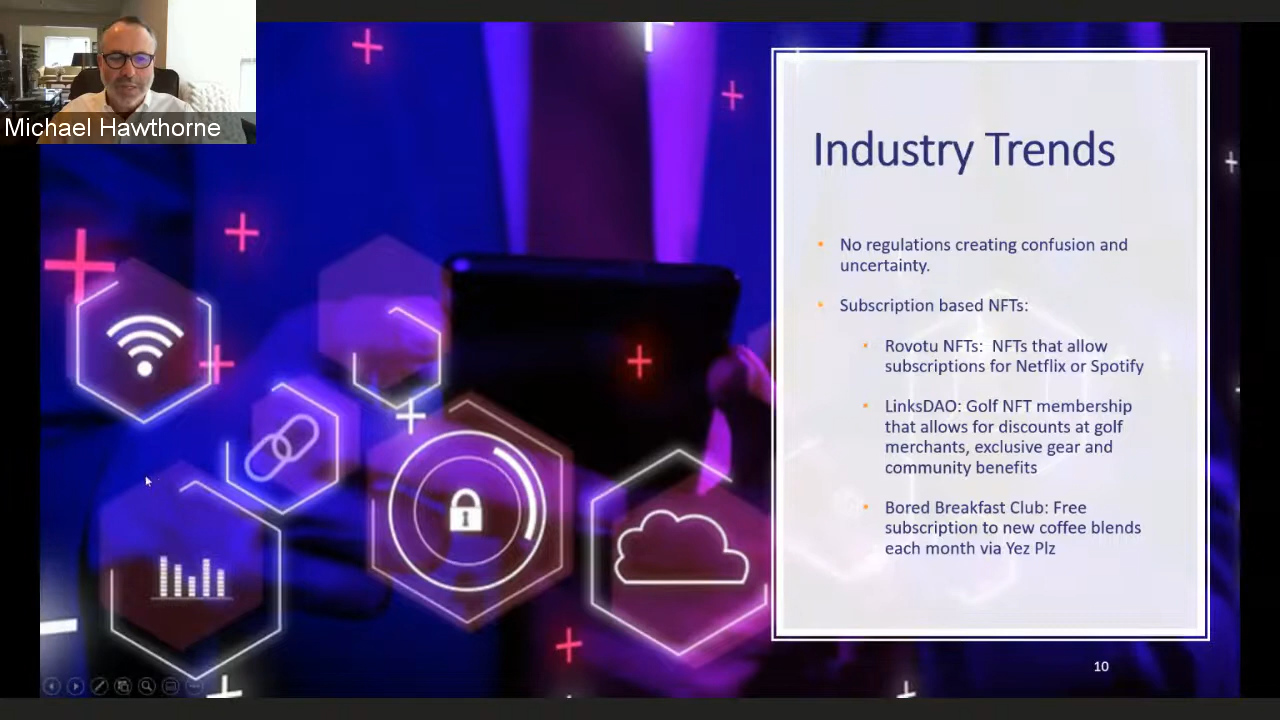 Michael Hawthorne
Industry Trends
No regulations creating confusion and
uncertainty.
Subscription based NFTs:
Rovotu NFTs:  NFTs that allow
subscriptions for Netflix or Spotify
LinksDAO: Golf NFT membership
that allows for discounts at golf
merchants, exclusive gear and
community benefits
Bored Breakfast Club: Free
subscription to new coffee blends
each month via Yez Plz
10